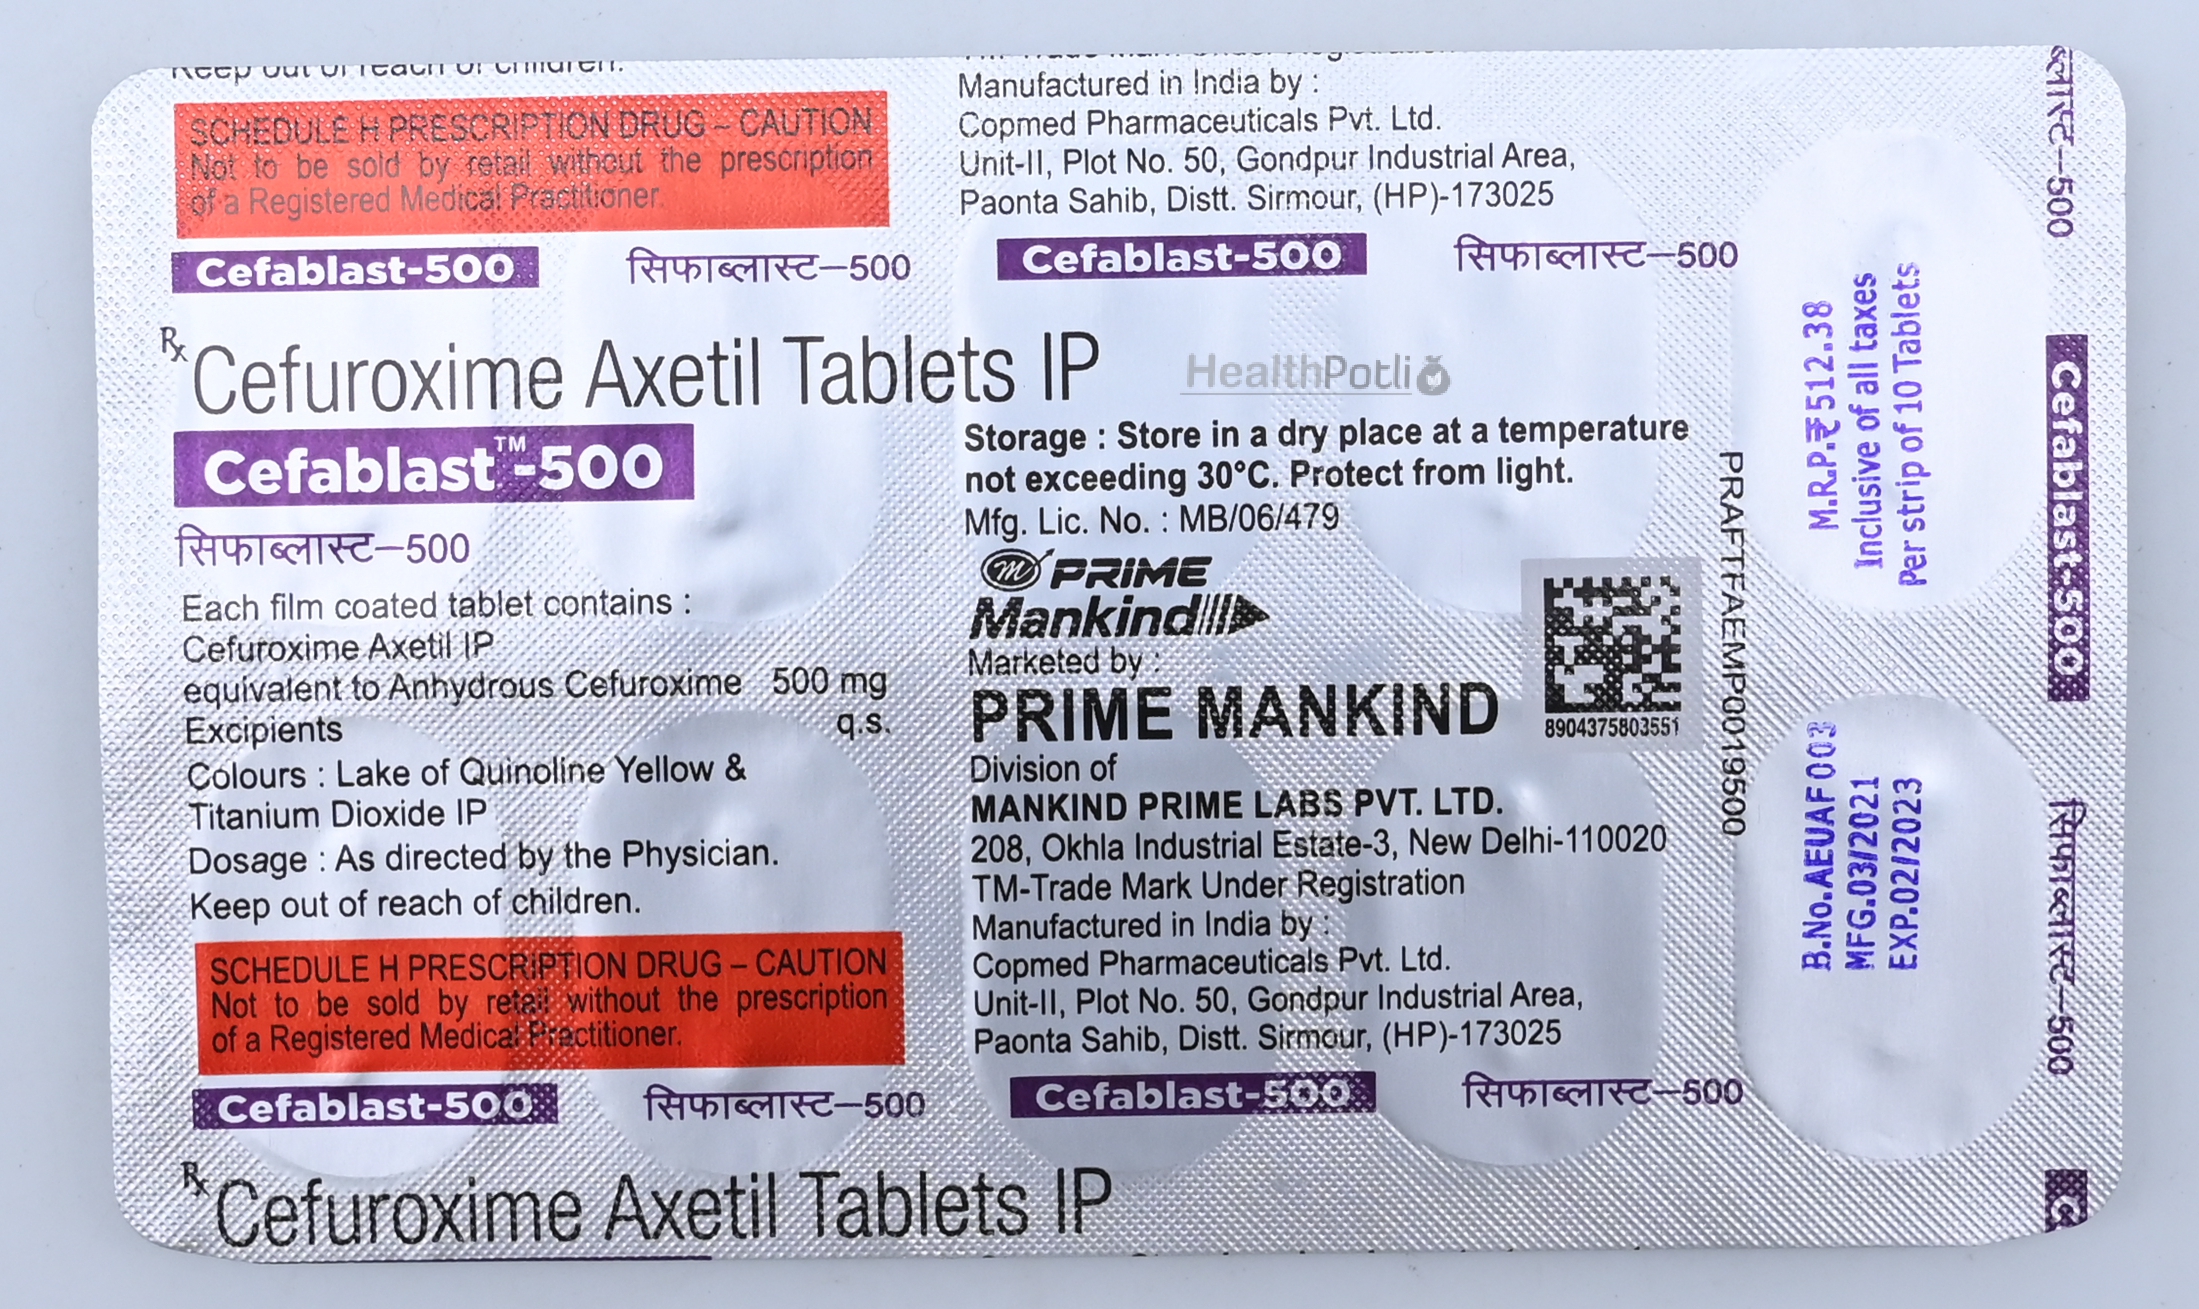 Keep out of reach of children.
SCHEDULE H PRESCRIPTION DRUG – CAUTION
Not to be sold by retail without the prescription
of a Registered Medical Practitioner.
Cefablast-500 सिफाब्लास्ट–500
Manufactured in India by :
Copmed Pharmaceuticals Pvt. Ltd.
Unit-II, Plot No. 50, Gondpur Industrial Area,
Paonta Sahib, Distt. Sirmour, (HP)-173025
Cefablast-500 सिफाब्लास्ट–500
Rx Cefuroxime Axetil Tablets IP
HealthPotli
Cefablast™-500
सिफाब्लास्ट–500
Each film coated tablet contains :
Cefuroxime Axetil IP
equivalent to Anhydrous Cefuroxime 500 mg
Excipients q.s.
Colours : Lake of Quinoline Yellow &
Titanium Dioxide IP
Dosage : As directed by the Physician.
Keep out of reach of children.
SCHEDULE H PRESCRIPTION DRUG – CAUTION
Not to be sold by retail without the prescription
of a Registered Medical Practitioner.
Cefablast-500 सिफाब्लास्ट–500
Storage : Store in a dry place at a temperature
not exceeding 30°C. Protect from light.
Mfg. Lic. No. : MB/06/479
PRIME
Mankind
Marketed by :
PRIME MANKIND
8904375803551
Division of
MANKIND PRIME LABS PVT. LTD.
208, Okhla Industrial Estate-3, New Delhi-110020
TM-Trade Mark Under Registration
Manufactured in India by :
Copmed Pharmaceuticals Pvt. Ltd.
Unit-II, Plot No. 50, Gondpur Industrial Area,
Paonta Sahib, Distt. Sirmour, (HP)-173025
Cefablast-500 सिफाब्लास्ट–500
Rx Cefuroxime Axetil Tablets IP
PRAFTFAEMP0019500
M.R.P.₹512.38
Inclusive of all taxes
Per strip of 10 Tablets
B.No.AEUAF003
MFG.03/2021
EXP.02/2023
ब्लास्ट–500
Cefablast-500
सिफाब्लास्ट–500
C